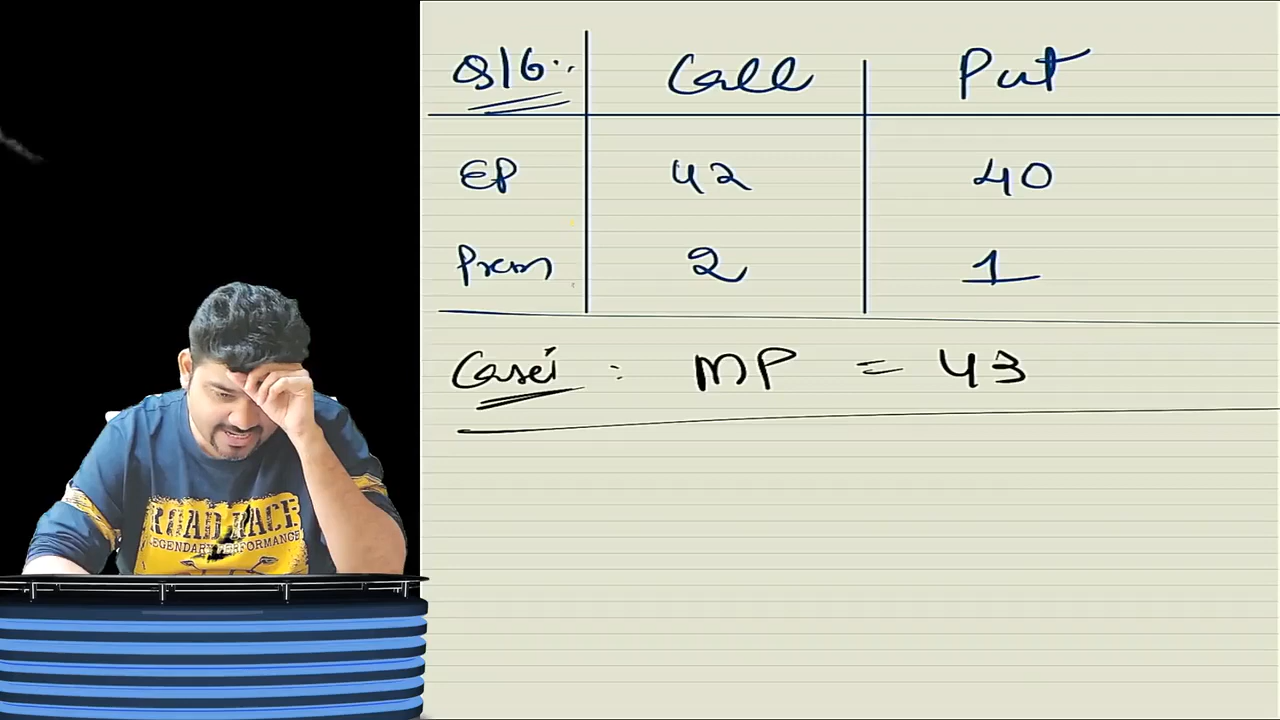 Q16:. Call Put
EP 42 40
Prem 2 1
Case i : MP = 43
ROAD RACE
LEGENDARY PERFORMANCE